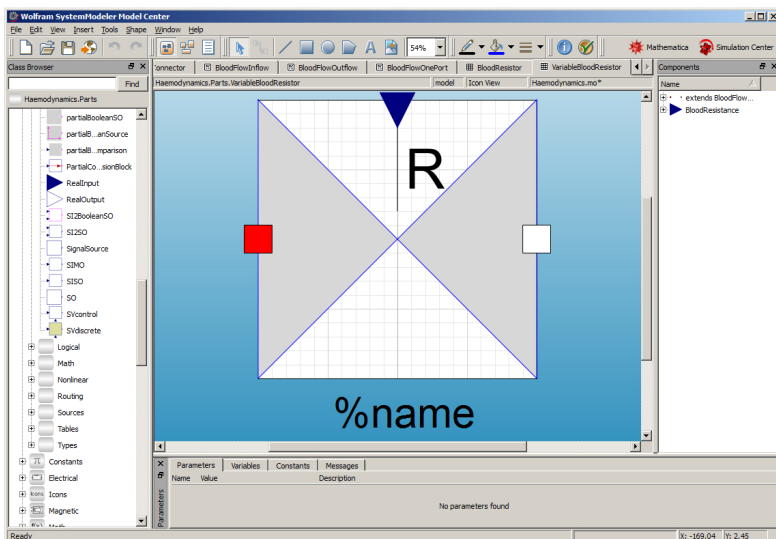 Wolfram SystemModeler Model Center
File Edit View Insert Tools Shape Window Help
54%
Mathematica
Simulation Center
Class Browser
onnector
BloodFlowInflow
BloodFlowOutflow
BloodFlowOnePort
BloodResistor
VariableBloodResistor
Components
Find
Haemodynamics.Parts.VariableBloodResistor
model
Icon View
Haemodynamics.mo*
Name
Haemodynamics.Parts
extends BloodFlow...
BloodResistance
partialBooleanSO
partialB...anSource
partialB...mparison
PartialCo...sionBlock
RealInput
RealOutput
SI2BooleanSO
SI2SO
SignalSource
SIMO
SISO
SO
SVcontrol
SVdiscrete
Logical
Math
Nonlinear
Routing
Sources
Tables
Types
Constants
Electrical
Icons
Icons
Magnetic
R
%name
Parameters
Parameters
Variables
Constants
Messages
Name Value Description
No parameters found
Ready
X: -169.04 Y: 2.45